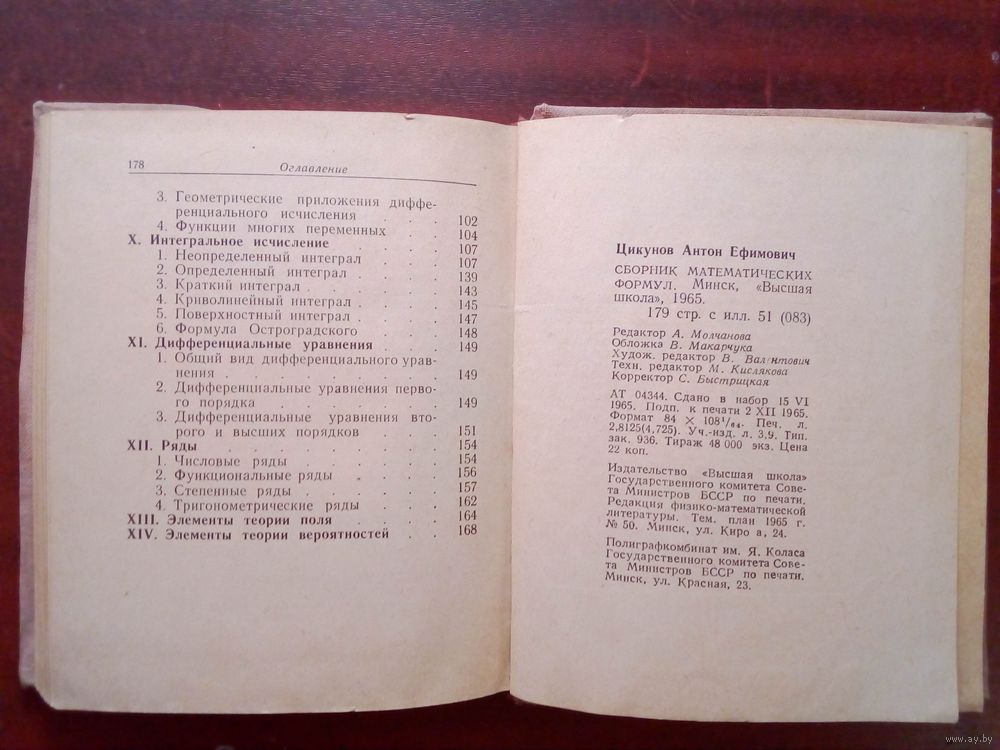 178
Оглавление
3. Геометрические приложения диффе-
ренциального исчисления . . . 102
4. Функции многих переменных . . 104
X. Интегральное исчисление . . . . 107
1. Неопределенный интеграл . . . 107
2. Определенный интеграл . . . . 139
3. Краткий интеграл . . . . . 143
4. Криволинейный интеграл . . . 145
5. Поверхностный интеграл . . . 147
6. Формула Остроградского . . . 148
XI. Дифференциальные уравнения . . . 149
1. Общий вид дифференциального урав-
нения . . . . . . . 149
2. Дифференциальные уравнения перво-
го порядка . . . . . . 149
3. Дифференциальные уравнения вто-
рого и высших порядков . . . 151
XII. Ряды . . . . . . . . 154
1. Числовые ряды . . . . . 154
2. Функциональные ряды . . . . 156
3. Степенные ряды . . . . . 157
4. Тригонометрические ряды . . . 162
XIII. Элементы теории поля . . . . 164
XIV. Элементы теории вероятностей . . 168
Цикунов Антон Ефимович
СБОРНИК МАТЕМАТИЧЕСКИХ
ФОРМУЛ. Минск, «Высшая
школа», 1965.
179 стр. с илл. 51 (083)
Редактор А. Молчанова
Обложка В. Макарчука
Худож. редактор В. Валентович
Техн. редактор М. Кислякова
Корректор С. Быстрицкая
АТ 04344. Сдано в набор 15 VI
1965. Подп. к печати 2 XII 1965.
Формат 84 × 108¹/₆₄. Печ. л.
2,8125(4,725). Уч.-изд. л. 3,9. Тип.
зак. 936. Тираж 48 000 экз. Цена
22 коп.
Издательство «Высшая школа»
Государственного комитета Сове-
та Министров БССР по печати.
Редакция физико-математической
литературы. Тем. план 1965 г.
№ 50. Минск, ул. Киро а, 24.
Полиграфкомбинат им. Я. Коласа
Государственного комитета Сове-
та Министров БССР по печати.
Минск, ул. Красная, 23.
www.ay.by